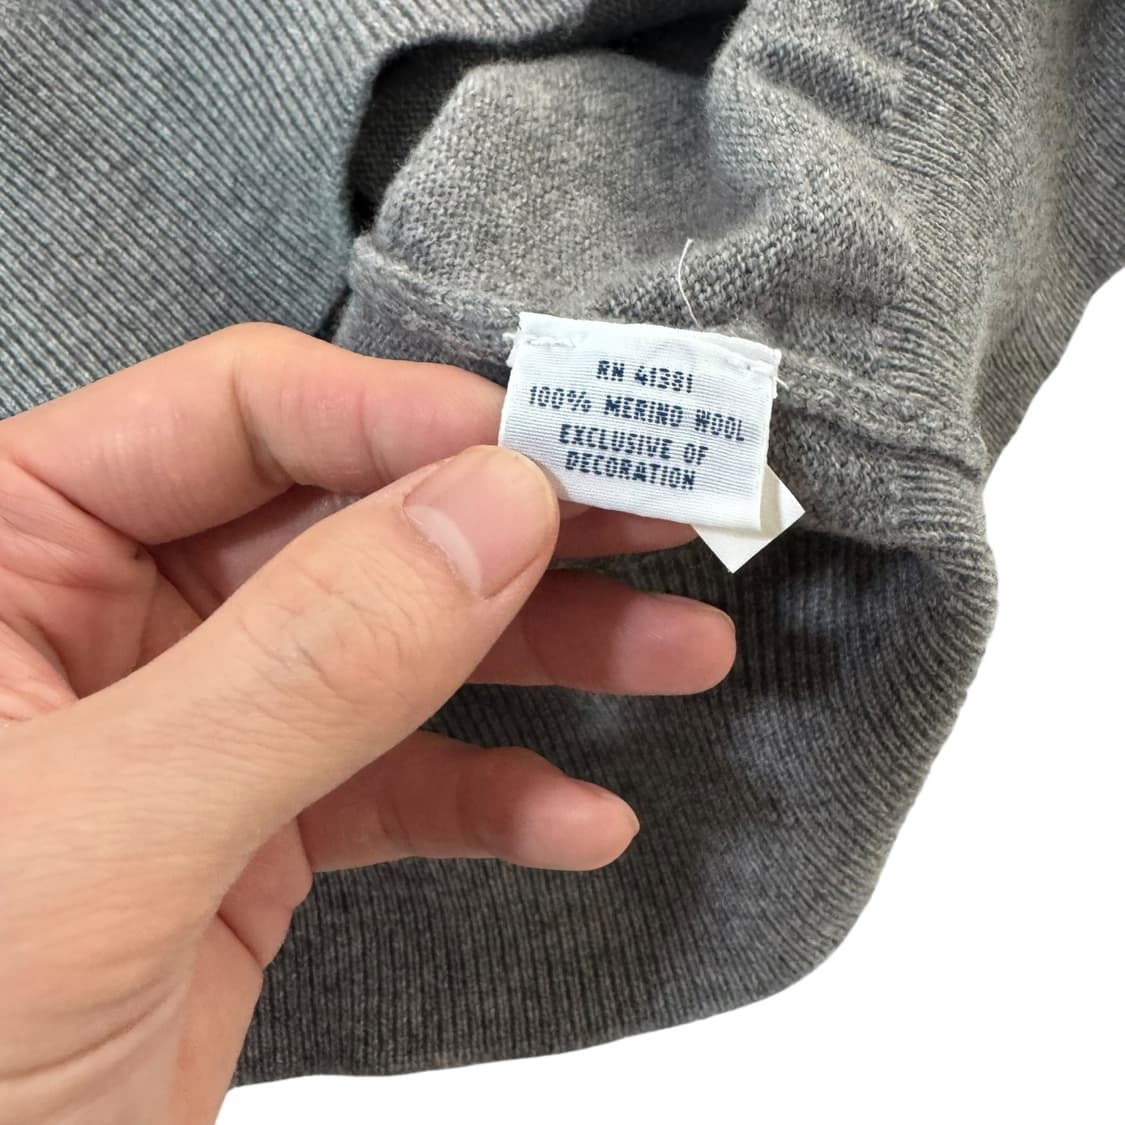 RN 41381
100% MERINO WOOL
EXCLUSIVE OF
DECORATION